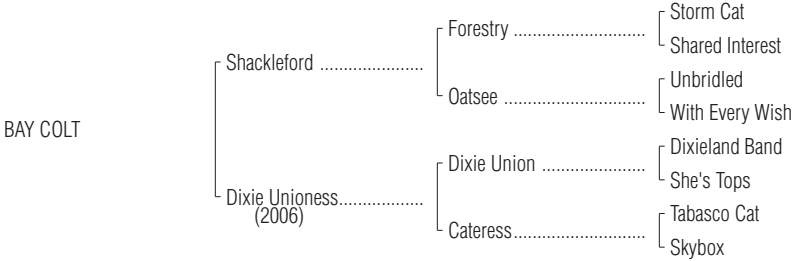 Storm Cat
Forestry ............................
Shared Interest
Shackleford ......................
Unbridled
Oatsee ..............................
With Every Wish
BAY COLT
Dixieland Band
Dixie Union ......................
She's Tops
Dixie Unioness..................
(2006)
Tabasco Cat
Cateress............................
Skybox